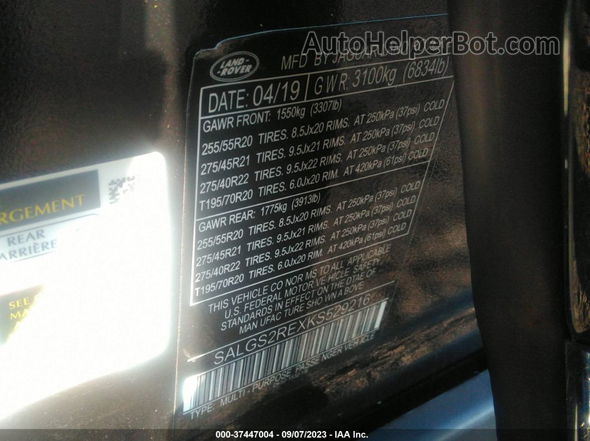 AutoHelperBot.com
LAND-
ROVER
MFD BY JAGUAR
DATE: 04/19 GWR: 3100kg (6834lb)
GAWR FRONT: 1550kg (3307lb)
255/55R20 TIRES. 8.5Jx20 RIMS. AT 250kPA (37psi) COLD
275/45R21 TIRES. 9.5Jx21 RIMS. AT 250kPA (37psi) COLD
275/40R22 TIRES. 9.5Jx22 RIMS. AT 250kPA (37psi) COLD
T195/70R20 TIRES. 6.0Jx20 RIMS. AT 420kPA (61psi) COLD
GAWR REAR: 1775kg (3913lb)
255/55R20 TIRES. 8.5Jx20 RIMS. AT 250kPA (37psi) COLD
275/45R21 TIRES. 9.5Jx21 RIMS. AT 250kPA (37psi) COLD
275/40R22 TIRES. 9.5Jx22 RIMS. AT 250kPA (37psi) COLD
T195/70R20 TIRES. 6.0Jx20 RIMS. AT 420kPA (61psi) COLD
THIS VEHICLE CONFORMS TO ALL APPLICABLE
U.S. FEDERAL MOTOR VEHICLE SAFETY
STANDARDS IN EFFECT ON THE DATE OF
MANUFACTURE SHOWN ABOVE.
SALGS2REXKS529216
TYPE: MULTI-PURPOSE PASSENGER VEHICLE
RGEMENT
REAR
ARRIÈRE
SEE OWNER
VOIR
000-37447004 - 09/07/2023 - IAA Inc.